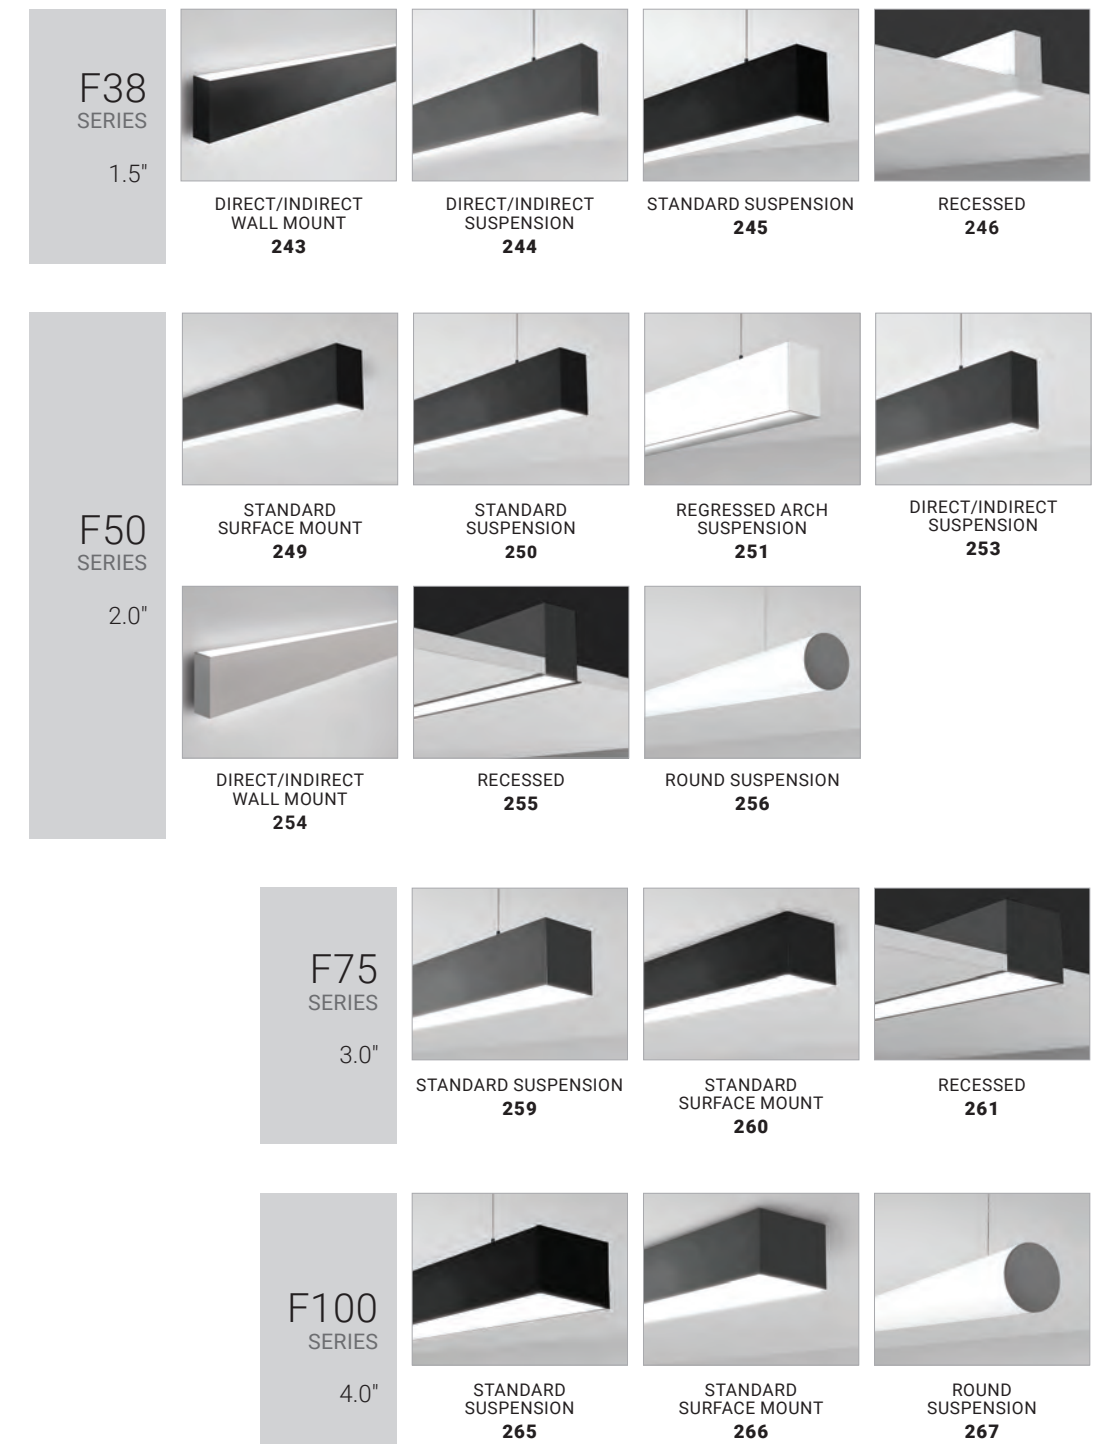 F38
SERIES
1.5"
DIRECT/INDIRECT
WALL MOUNT
243
DIRECT/INDIRECT
SUSPENSION
244
STANDARD SUSPENSION
245
RECESSED
246
F50
SERIES
2.0"
STANDARD
SURFACE MOUNT
249
STANDARD
SUSPENSION
250
REGRESSED ARCH
SUSPENSION
251
DIRECT/INDIRECT
SUSPENSION
253
DIRECT/INDIRECT
WALL MOUNT
254
RECESSED
255
ROUND SUSPENSION
256
F75
SERIES
3.0"
STANDARD SUSPENSION
259
STANDARD
SURFACE MOUNT
260
RECESSED
261
F100
SERIES
4.0"
STANDARD
SUSPENSION
265
STANDARD
SURFACE MOUNT
266
ROUND
SUSPENSION
267